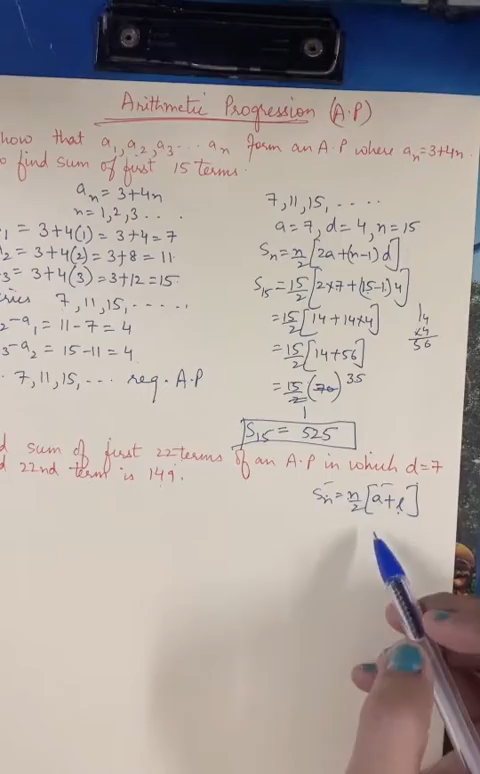 Arithmetic Progression (A.P)
how that a₁, a₂, a₃ ... aₙ form an A.P where aₙ=3+4n.
o find sum of first 15 terms.
aₙ = 3+4n
n = 1, 2, 3 ....
₁ = 3+4(1) = 3+4 = 7
₂ = 3+4(2) = 3+8 = 11
₃ = 3+4(3) = 3+12 = 15
eries 7, 11, 15, .....
₂-a₁ = 11-7 = 4
₃-a₂ = 15-11 = 4
7, 11, 15, ... req. A.P
7, 11, 15, ....
a = 7, d = 4, n = 15
Sₙ = n/2 [2a+(n-1)d]
S₁₅ = 15/2 [2×7+(15-1)4]
= 15/2 [14+14×4]
= 15/2 [14+56]
= 15/2 (70) 35
1
S₁₅ = 525
14
×4
56
d sum of first 22 terms of an A.P in which d=7
d 22nd term is 149.
Sₙ = n/2 [a+l]